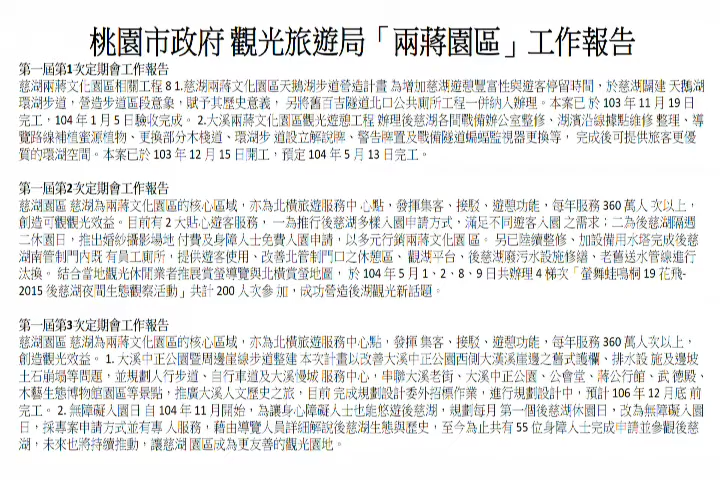 桃園市政府 觀光旅遊局「兩蔣園區」工作報告
第一屆第1次定期會工作報告
慈湖兩蔣文化園區相關工程 8 1.慈湖兩蔣文化園區天鵝湖步道營造計畫 為增加慈湖遊憩豐富性與遊客停留時間，於慈湖闢建 天鵝湖
環湖步道，營造步道區段意象，賦予其歷史意義， 另將舊百吉隧道北口公共廁所工程一併納入辦理。本案已 於 103 年 11 月 19 日
完工，104 年 1 月 5 日驗收完成。 2.大溪兩蔣文化園區觀光遊憩工程 辦理後慈湖各間戰備辦公室整修、湖濱沿線據點維修 整理、導
覽路線補植蜜源植物、更換部分木棧道、環湖步 道設立解說牌、警告牌置及戰備隧道蝙蝠監視器更換等， 完成後可提供旅客更優
質的環湖空間。本案已於 103 年 12 月 15 日開工，預定 104 年 5 月 13 日完工。
第一屆第2次定期會工作報告
慈湖園區 慈湖為兩蔣文化園區的核心區域，亦為北橫旅遊服務中 心點，發揮集客、接駁、遊憩功能，每年服務 360 萬人 次以上，
創造可觀觀光效益。目前有 2 大貼心遊客服務， 一為推行後慈湖多樣入園申請方式，滿足不同遊客入園 之需求；二為後慈湖隔週
二休園日，推出婚紗攝影場地 付費及身障人士免費入園申請，以多元行銷兩蔣文化園 區。 另已陸續整修、加設備用水塔完成後慈
湖南管制門內既 有員工廁所，提供遊客使用、改善北管制門口之休憩區、 觀湖平台、後慈湖廢污水設施修繕、老舊送水管線進行
汰換。 結合當地觀光休閒業者推展賞螢導覽與北橫賞螢地圖， 於 104 年 5 月 1、2、8、9 日共辦理 4 梯次「螢舞蛙鳴桐 19 花飛-
2015 後慈湖夜間生態觀察活動」共計 200 人次參 加，成功營造後湖觀光新話題。
第一屆第3次定期會工作報告
慈湖園區 慈湖為兩蔣文化園區的核心區域，亦為北橫旅遊服務中心點，發揮 集客、接駁、遊憩功能，每年服務 360 萬人次以上，
創造觀光效益。 1. 大溪中正公園暨周邊崖線步道整建 本次計畫以改善大溪中正公園西側大漢溪崖邊之舊式護欄、排水設 施及邊坡
土石崩塌等問題，並規劃人行步道、自行車道及大溪慢城 服務中心，串聯大溪老街、大溪中正公園、公會堂、蔣公行館、武 德殿、
木藝生態博物館園區等景點，推廣大溪人文歷史之旅，目前 完成規劃設計委外招標作業，進行規劃設計中，預計 106 年 12 月底 前
完工。 2. 無障礙入園日 自 104 年 11 月開始，為讓身心障礙人士也能悠遊後慈湖，規劃每月 第一個後慈湖休園日，改為無障礙入園
日，採專案申請方式並有專 人服務，藉由導覽人員詳細解說後慈湖生態與歷史，至今為止共有 55 位身障人士完成申請並參觀後慈
湖，未來也將持續推動，讓慈湖 園區成為更友善的觀光園地。